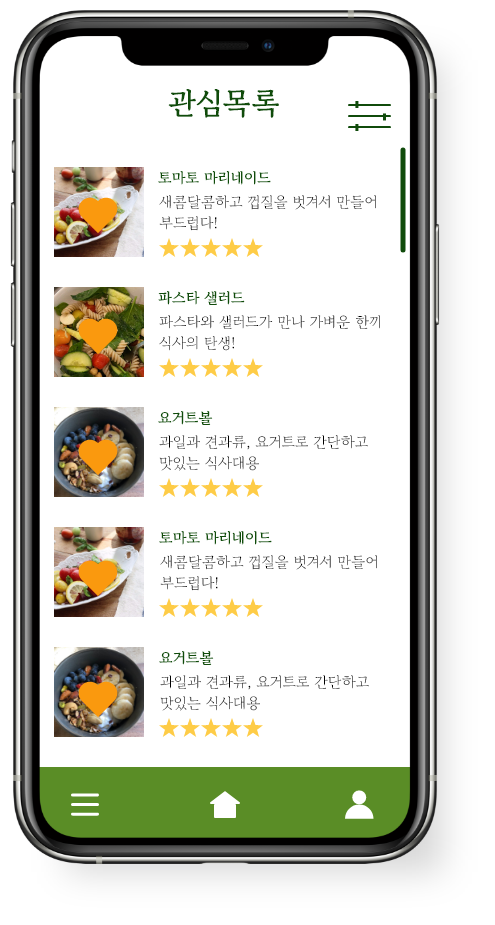 관심목록
토마토 마리네이드
새콤달콤하고 껍질을 벗겨서 만들어
부드럽다!
파스타 샐러드
파스타와 샐러드가 만나 가벼운 한끼
식사의 탄생!
요거트볼
과일과 견과류, 요거트로 간단하고
맛있는 식사대용
토마토 마리네이드
새콤달콤하고 껍질을 벗겨서 만들어
부드럽다!
요거트볼
과일과 견과류, 요거트로 간단하고
맛있는 식사대용